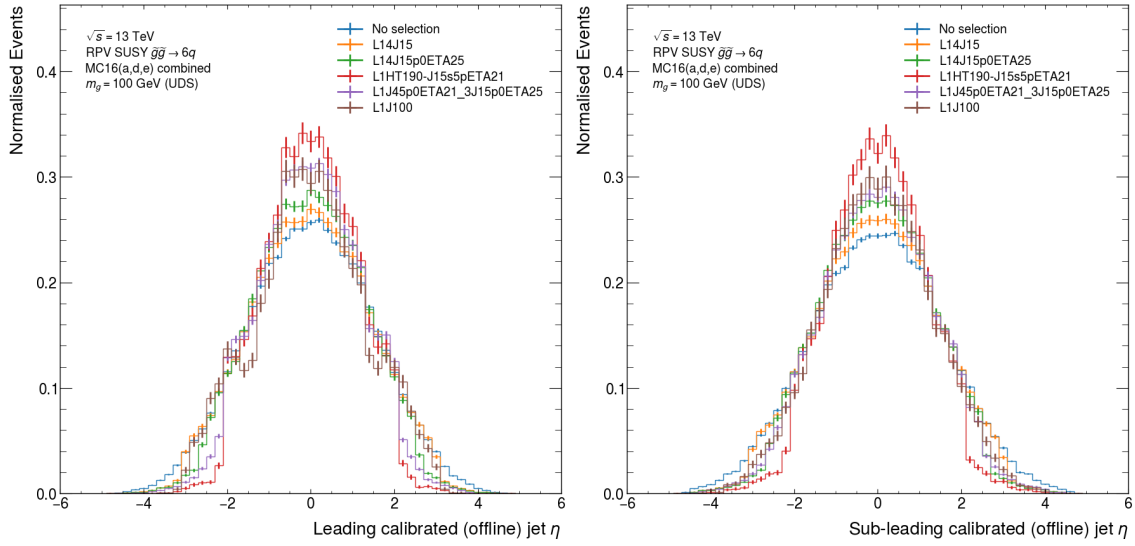 Normalised Events
√s = 13 TeV
RPV SUSY g̃g̃ → 6q
MC16(a,d,e) combined
m_g = 100 GeV (UDS)
No selection
L14J15
L14J15p0ETA25
L1HT190-J15s5pETA21
L1J45p0ETA21_3J15p0ETA25
L1J100
0.4
0.3
0.2
0.1
0.0
−6 −4 −2 0 2 4 6
Leading calibrated (offline) jet η
Normalised Events
√s = 13 TeV
RPV SUSY g̃g̃ → 6q
MC16(a,d,e) combined
m_g = 100 GeV (UDS)
No selection
L14J15
L14J15p0ETA25
L1HT190-J15s5pETA21
L1J45p0ETA21_3J15p0ETA25
L1J100
0.4
0.3
0.2
0.1
0.0
−6 −4 −2 0 2 4 6
Sub-leading calibrated (offline) jet η